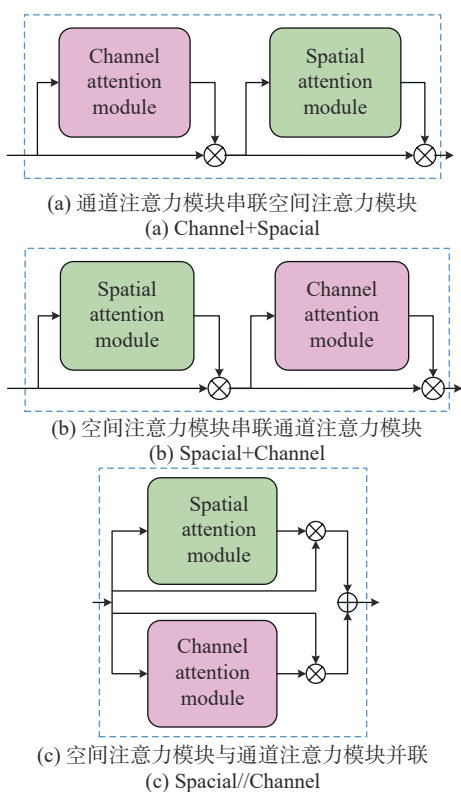 Channel
attention
module
Spatial
attention
module
(a) 通道注意力模块串联空间注意力模块
(a) Channel+Spacial
Spatial
attention
module
Channel
attention
module
(b) 空间注意力模块串联通道注意力模块
(b) Spacial+Channel
Spatial
attention
module
Channel
attention
module
(c) 空间注意力模块与通道注意力模块并联
(c) Spacial//Channel